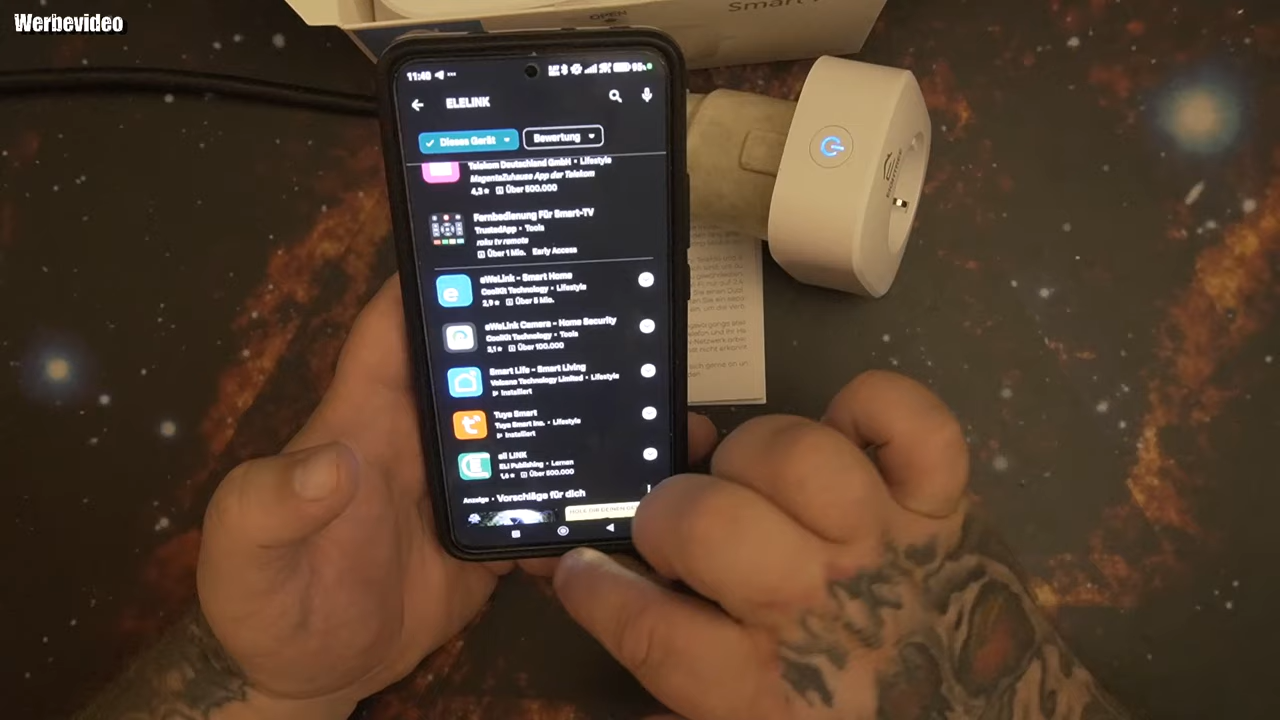 Werbevideo
OPEN
Smart
11:40
95%
ELELINK
Dieses Gerät
Bewertung
Telekom Deutschland GmbH • Lifestyle
MagentaZuhause App der Telekom
4,3 ★ Über 500.000
Fernbedienung Für Smart-TV
TrustedApp • Tools
roku tv remote
Über 1 Mio. Early Access
eWeLink - Smart Home
CoolKit Technology • Lifestyle
2,9 ★ Über 5 Mio.
eWeLink Camera - Home Security
CoolKit Technology • Tools
2,1 ★ Über 100.000
Smart Life - Smart Living
Volcano Technology Limited • Lifestyle
Installiert
Tuya Smart
Tuya Smart Inc. • Lifestyle
Installiert
eli LINK
ELI Publishing • Lernen
1,6 ★ Über 500.000
Anzeige • Vorschläge für dich